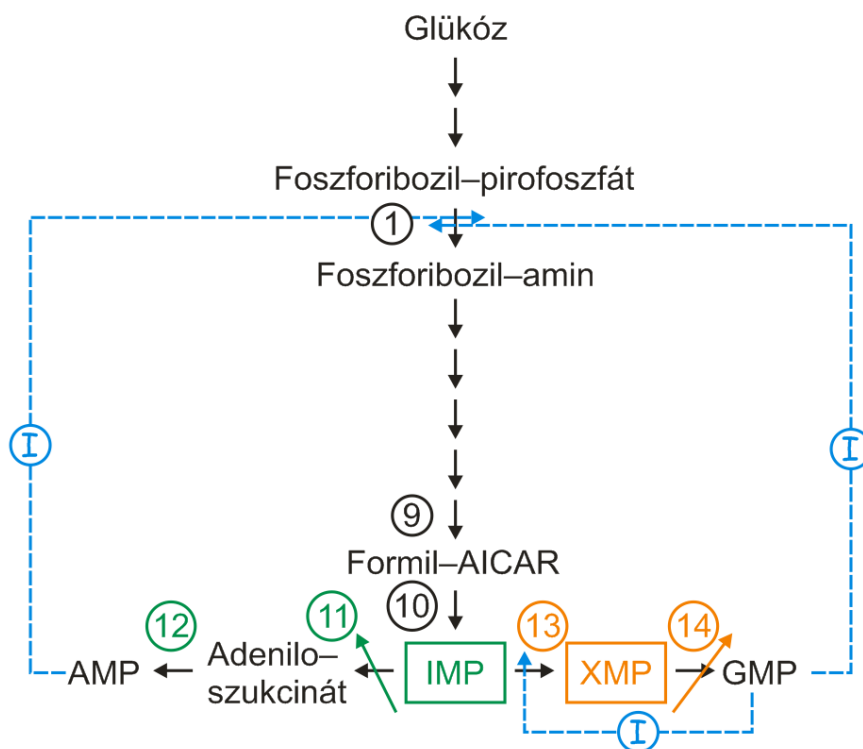 Glükóz
Foszforibozil–pirofoszfát
1
Foszforibozil–amin
I
I
9
Formil–AICAR
10
12
11
13
14
AMP
Adenilo–
szukcinát
IMP
XMP
GMP
I